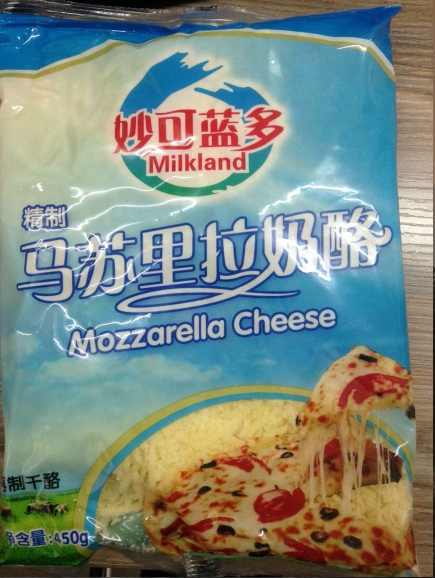 妙可蓝多
Milkland
精制
马苏里拉奶酪
Mozzarella Cheese
制干酪
含量:450g